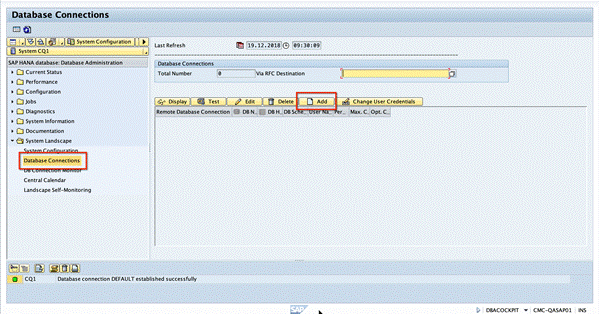 Database Connections
System Configuration
System CQ1
SAP HANA database: Database Administration
Current Status
Performance
Configuration
Jobs
Diagnostics
System Information
Documentation
System Landscape
System Configuration
Database Connections
DB Connection Monitor
Central Calendar
Landscape Self-Monitoring
Last Refresh 19.12.2018 09:30:09
Database Connections
Total Number 0 Via RFC Destination
Display Test Edit Delete Add Change User Credentials
Remote Database Connection DB N... DB H... DB Sche... User Na... Per... Max. C... Opt. C...
CQ1 Database connection DEFAULT established successfully
SAP
DBACOCKPIT CMC-QASAP01 INS